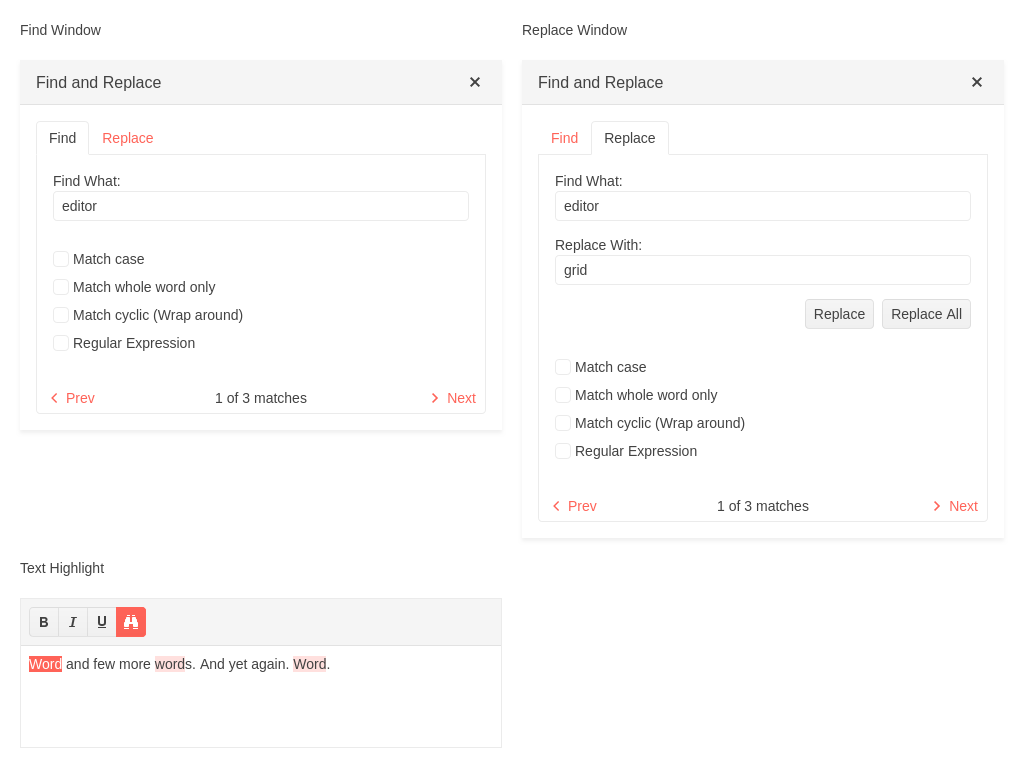 Find Window
Find and Replace
Find Replace
Find What:
editor
Match case
Match whole word only
Match cyclic (Wrap around)
Regular Expression
Prev 1 of 3 matches Next
Replace Window
Find and Replace
Find Replace
Find What:
editor
Replace With:
grid
Replace Replace All
Match case
Match whole word only
Match cyclic (Wrap around)
Regular Expression
Prev 1 of 3 matches Next
Text Highlight
B I U
Word and few more words. And yet again. Word.